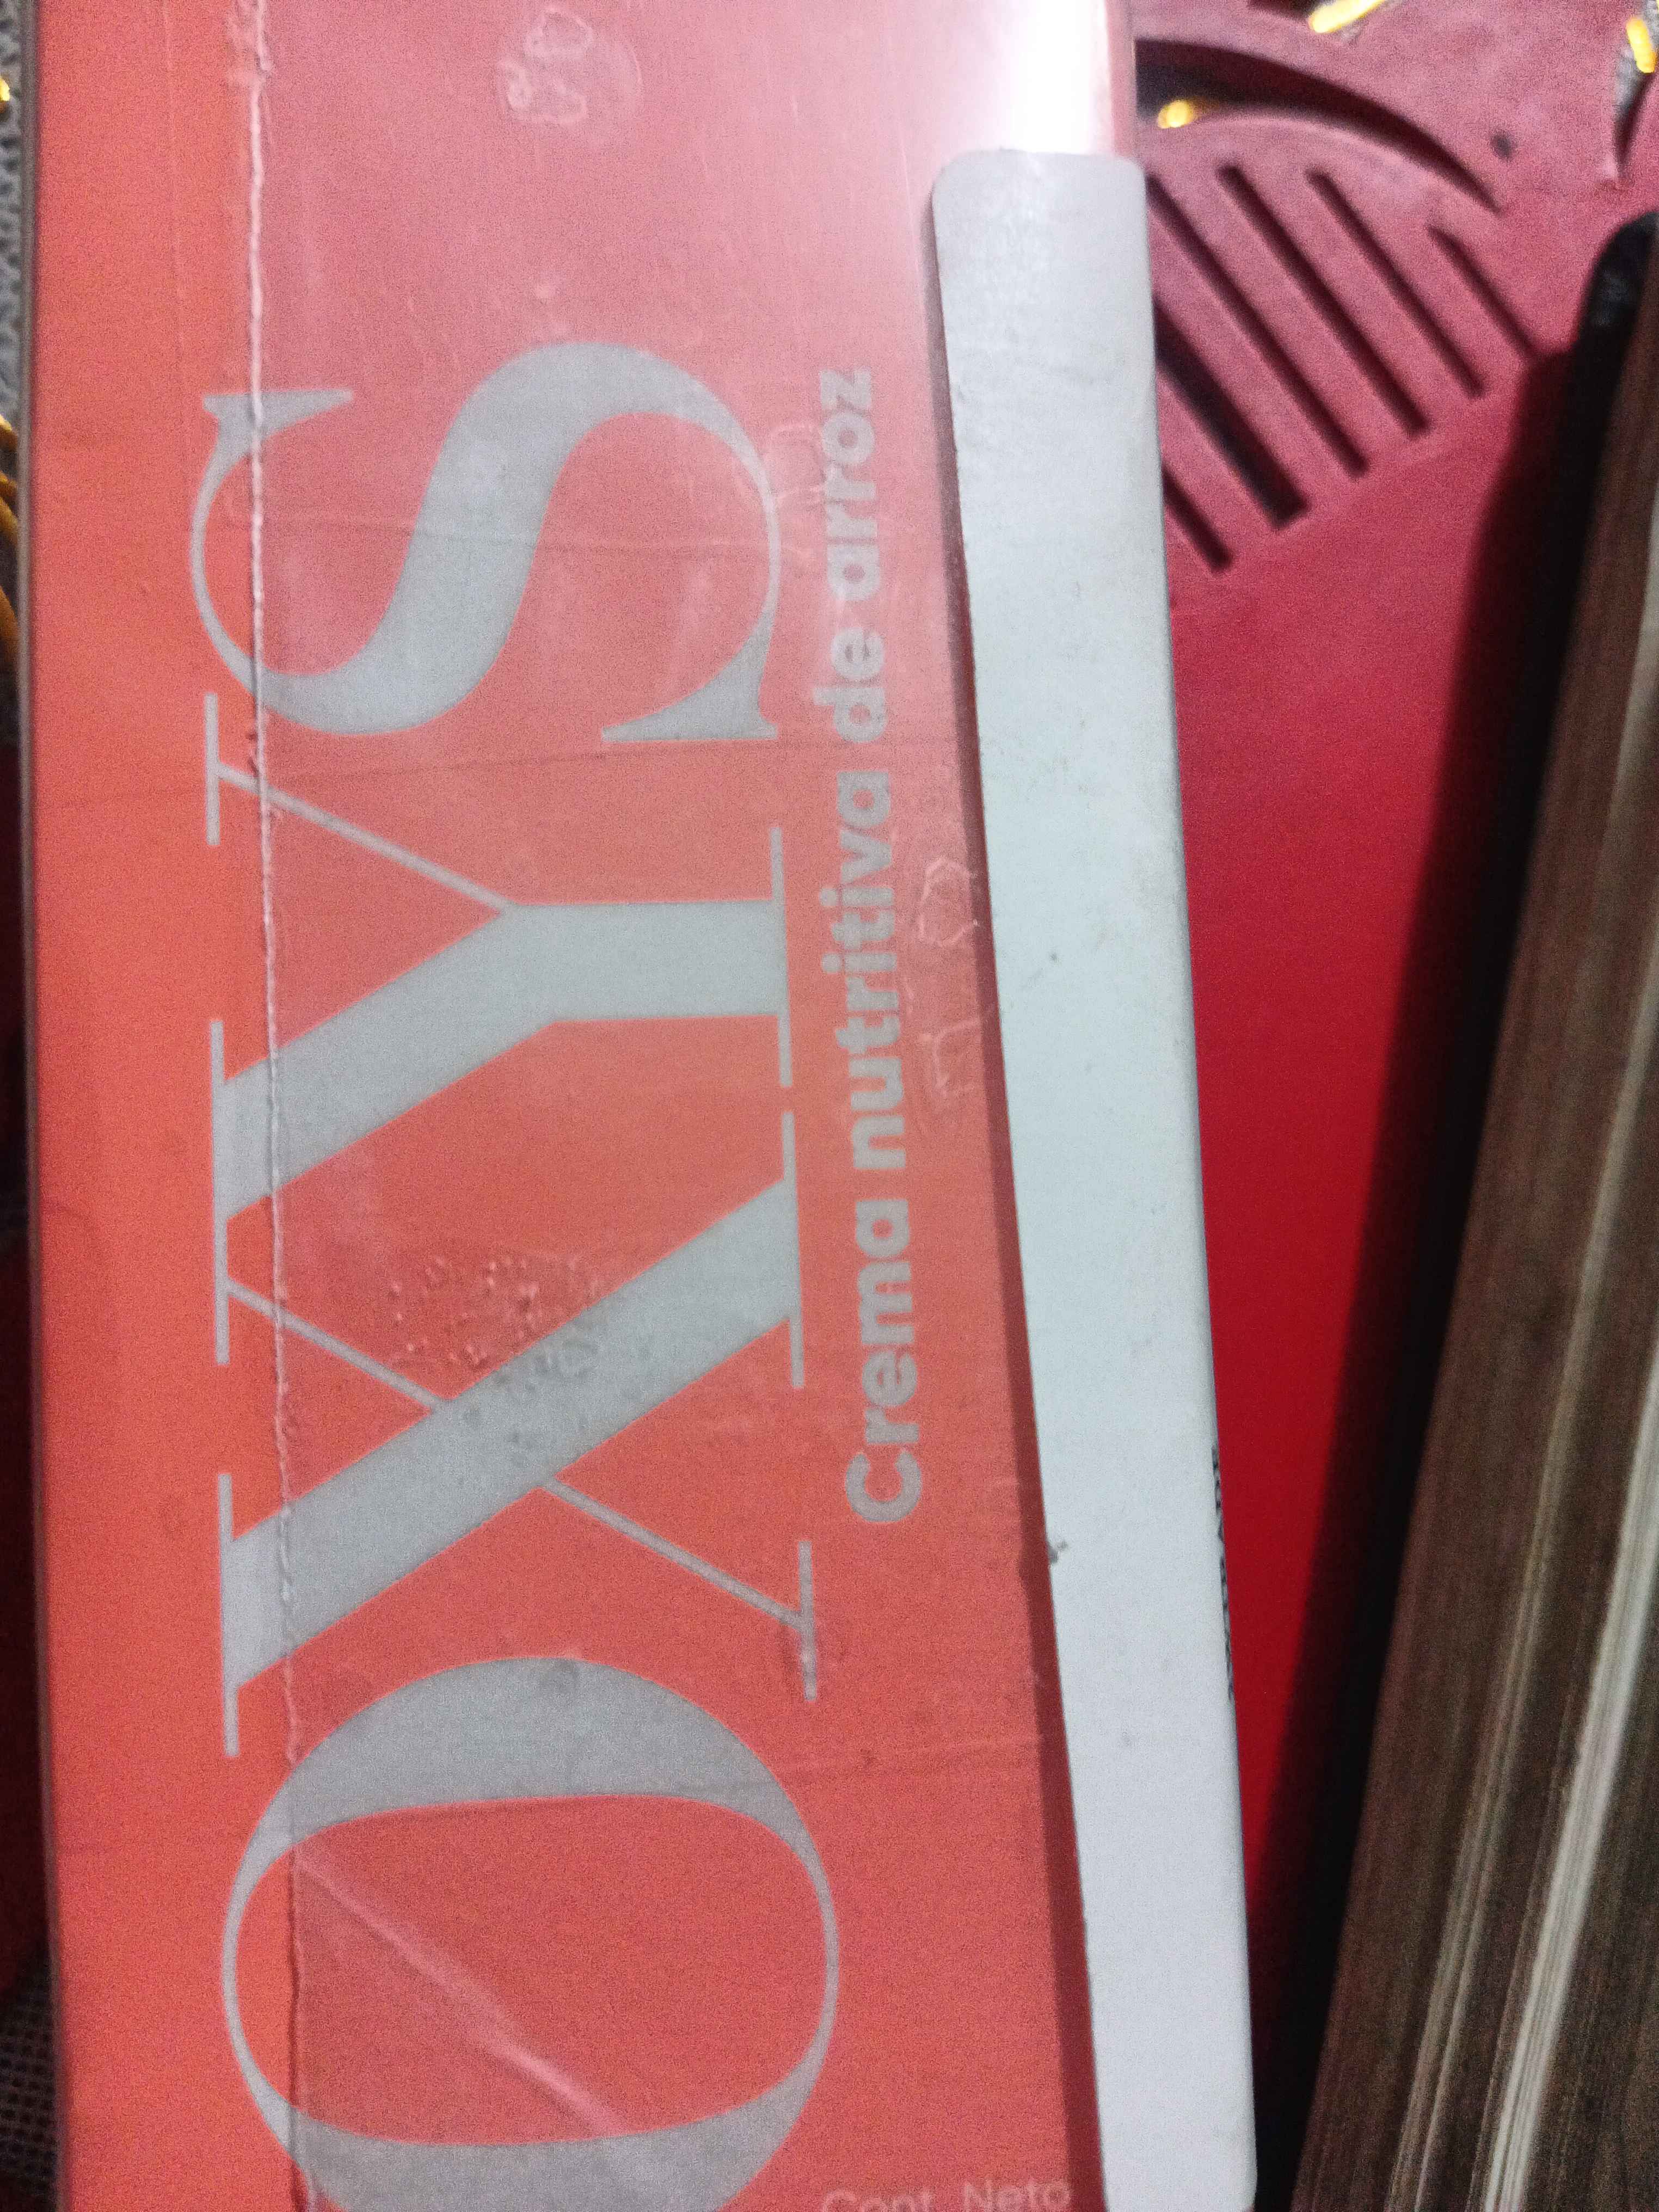 OXYS
Crema nutritiva de arroz
Cont. Neto